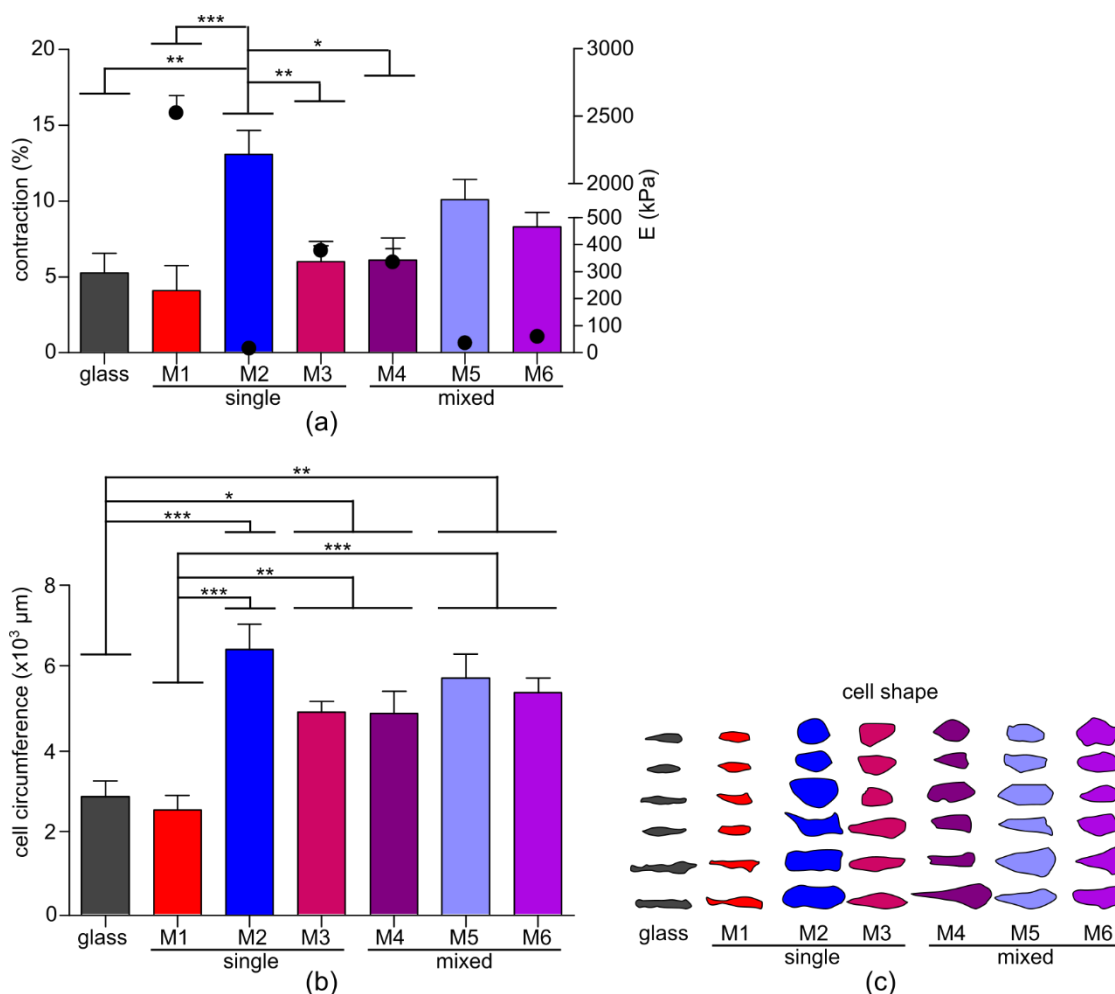 ***
*
**
**
20
15
10
5
0
contraction (%)
3000
2500
2000
500
400
300
200
100
0
E (kPa)
glass M1 M2 M3 M4 M5 M6
single mixed
(a)
**
*
***
***
**
***
8
6
4
2
0
cell circumference (x10³ µm)
glass M1 M2 M3 M4 M5 M6
single mixed
(b)
cell shape
glass M1 M2 M3 M4 M5 M6
single mixed
(c)